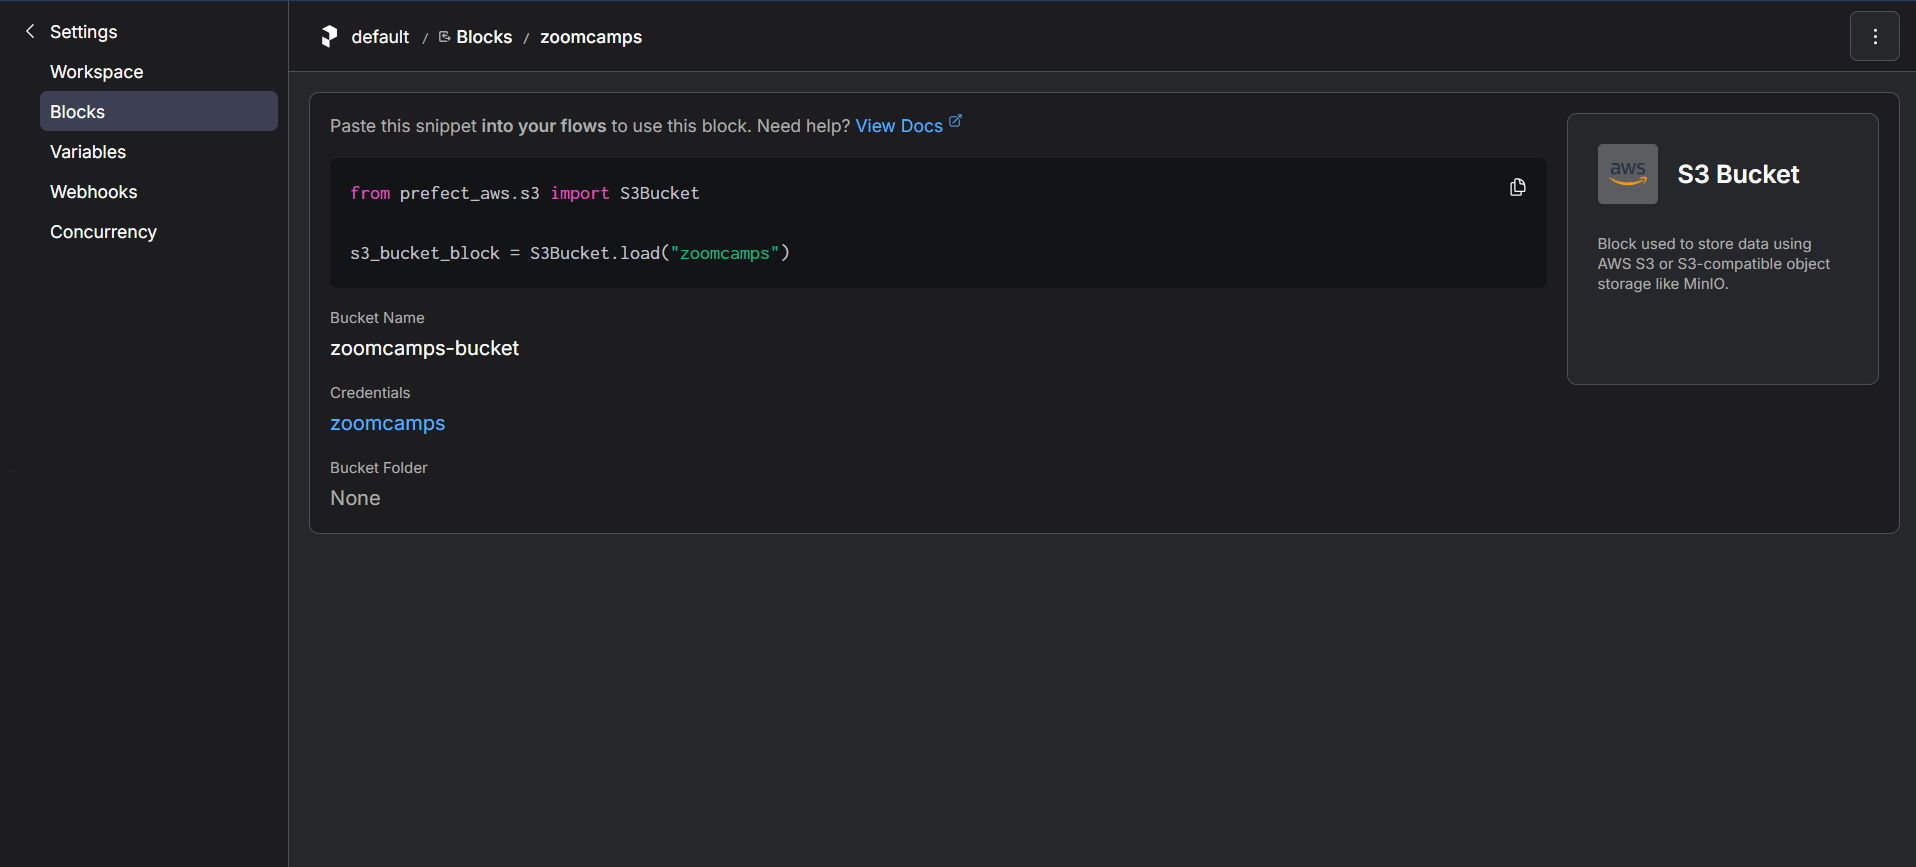 Settings
Workspace
Blocks
Variables
Webhooks
Concurrency
default / Blocks / zoomcamps
Paste this snippet into your flows to use this block. Need help? View Docs
from prefect_aws.s3 import S3Bucket
s3_bucket_block = S3Bucket.load("zoomcamps")
Bucket Name
zoomcamps-bucket
Credentials
zoomcamps
Bucket Folder
None
aws
S3 Bucket
Block used to store data using
AWS S3 or S3-compatible object
storage like MinIO.